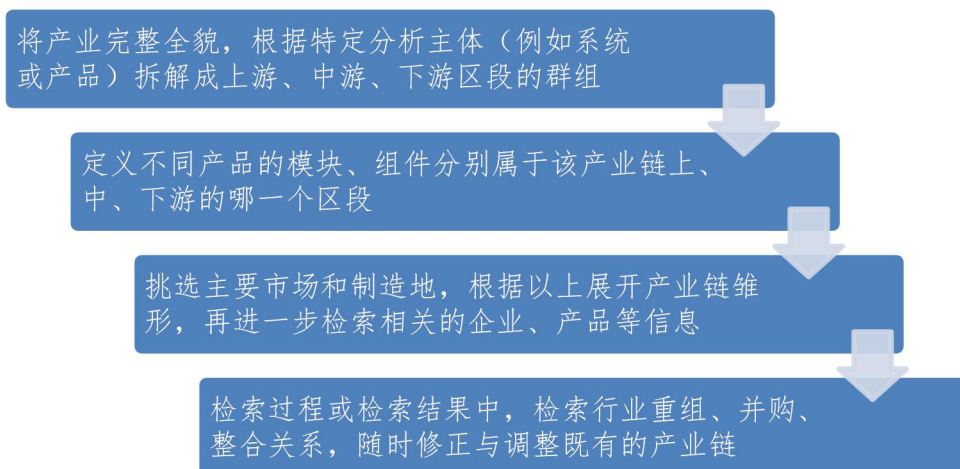 将产业完整全貌，根据特定分析主体（例如系统
或产品）拆解成上游、中游、下游区段的群组
定义不同产品的模块、组件分别属于该产业链上、
中、下游的哪一个区段
挑选主要市场和制造地，根据以上展开产业链雏
形，再进一步检索相关的企业、产品等信息
检索过程或检索结果中，检索行业重组、并购、
整合关系，随时修正与调整既有的产业链